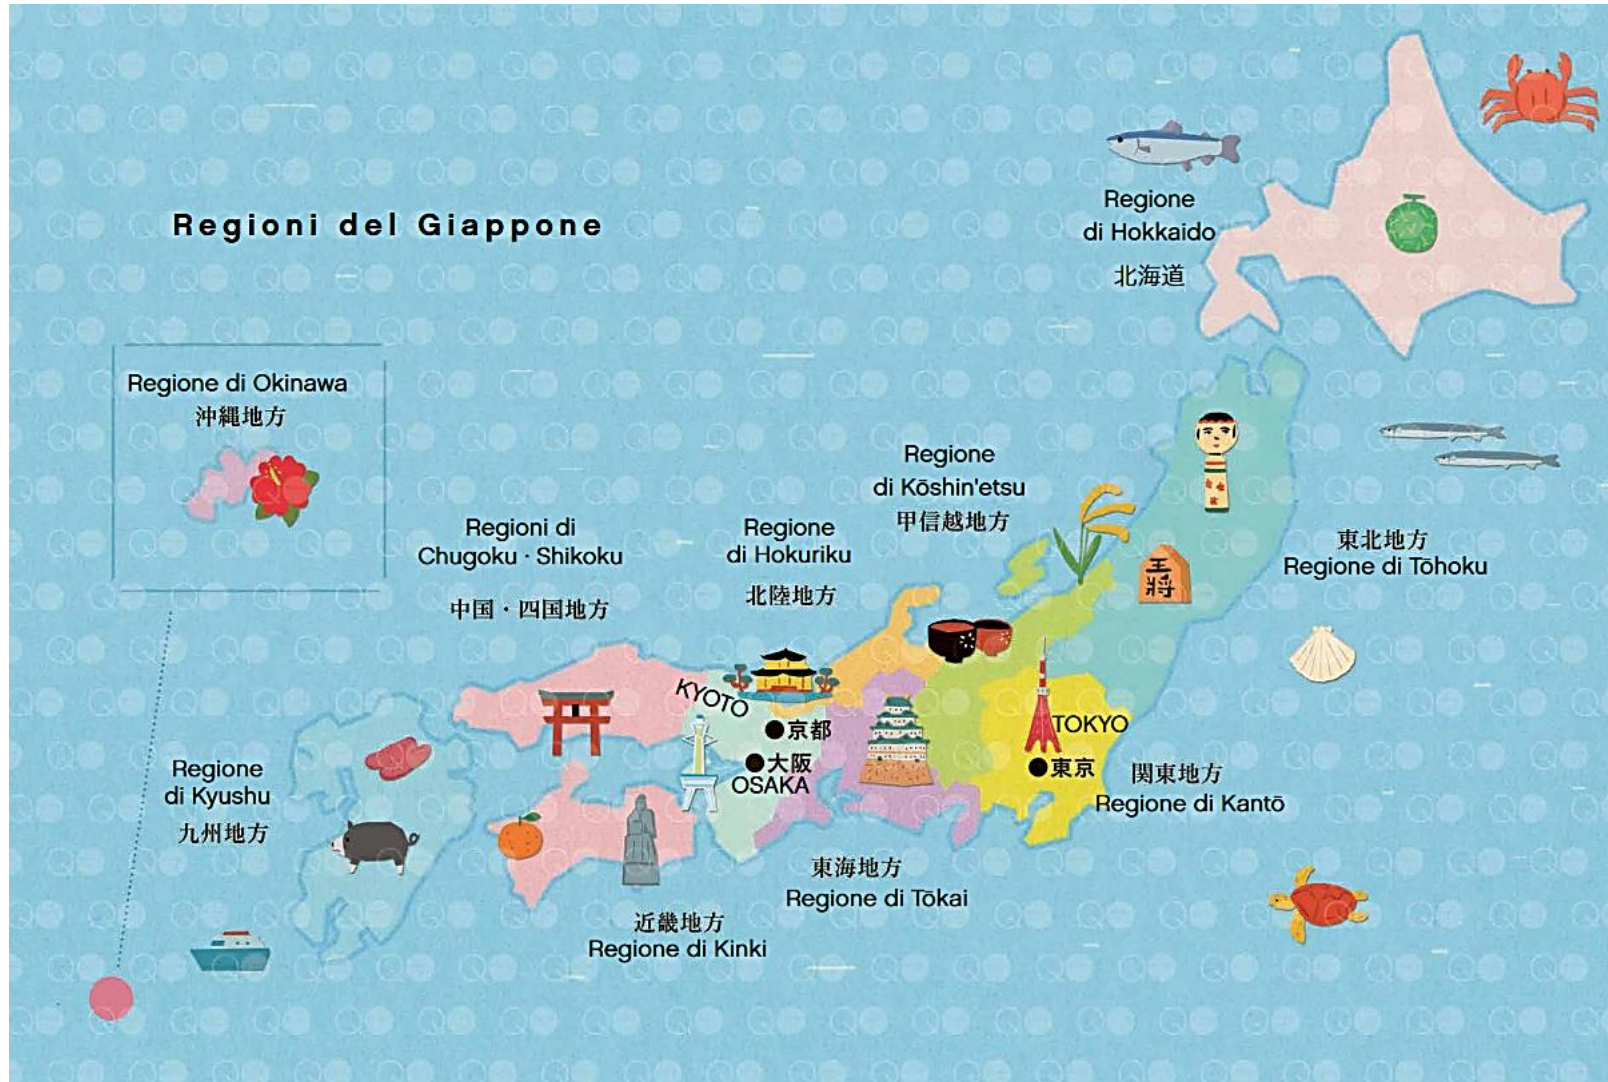 Regioni del Giappone
Regione
di Hokkaido
北海道
Regione di Okinawa
沖縄地方
Regione
di Kōshin'etsu
甲信越地方
Regioni di
Chugoku · Shikoku
中国・四国地方
Regione
di Hokuriku
北陸地方
東北地方
Regione di Tōhoku
王
将
KYOTO
京都
大阪
OSAKA
TOKYO
東京
関東地方
Regione di Kantō
Regione
di Kyushu
九州地方
東海地方
Regione di Tōkai
近畿地方
Regione di Kinki